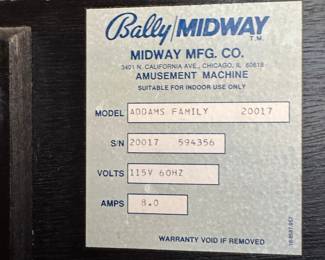 Bally/MIDWAY
T.M.
MIDWAY MFG. CO.
3401 N. CALIFORNIA AVE., CHICAGO, IL 60618
AMUSEMENT MACHINE
SUITABLE FOR INDOOR USE ONLY
MODEL ADDAMS FAMILY 20017
S/N 20017 594356
VOLTS 115V 60HZ
AMPS 8.0
WARRANTY VOID IF REMOVED